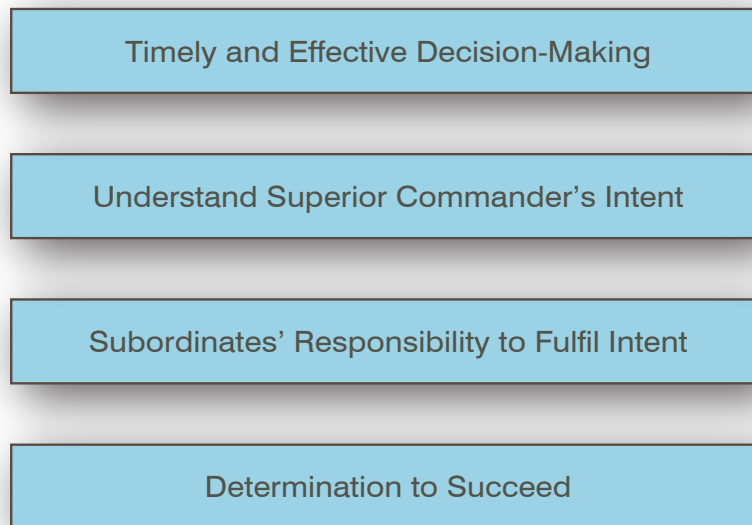 Timely and Effective Decision-Making
Understand Superior Commander’s Intent
Subordinates’ Responsibility to Fulfil Intent
Determination to Succeed